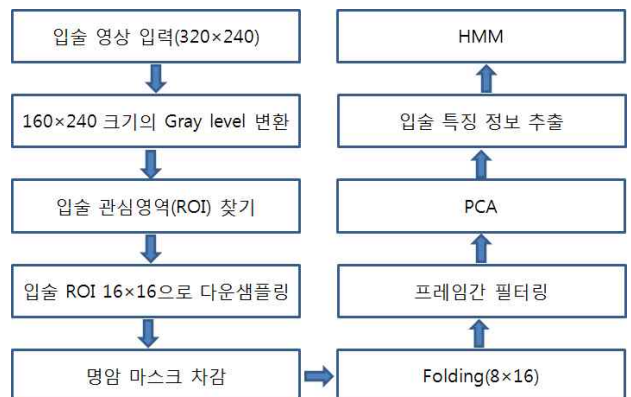 입술 영상 입력(320×240)
160×240 크기의 Gray level 변환
입술 관심영역(ROI) 찾기
입술 ROI 16×16으로 다운샘플링
명암 마스크 차감
Folding(8×16)
프레임간 필터링
PCA
입술 특징 정보 추출
HMM